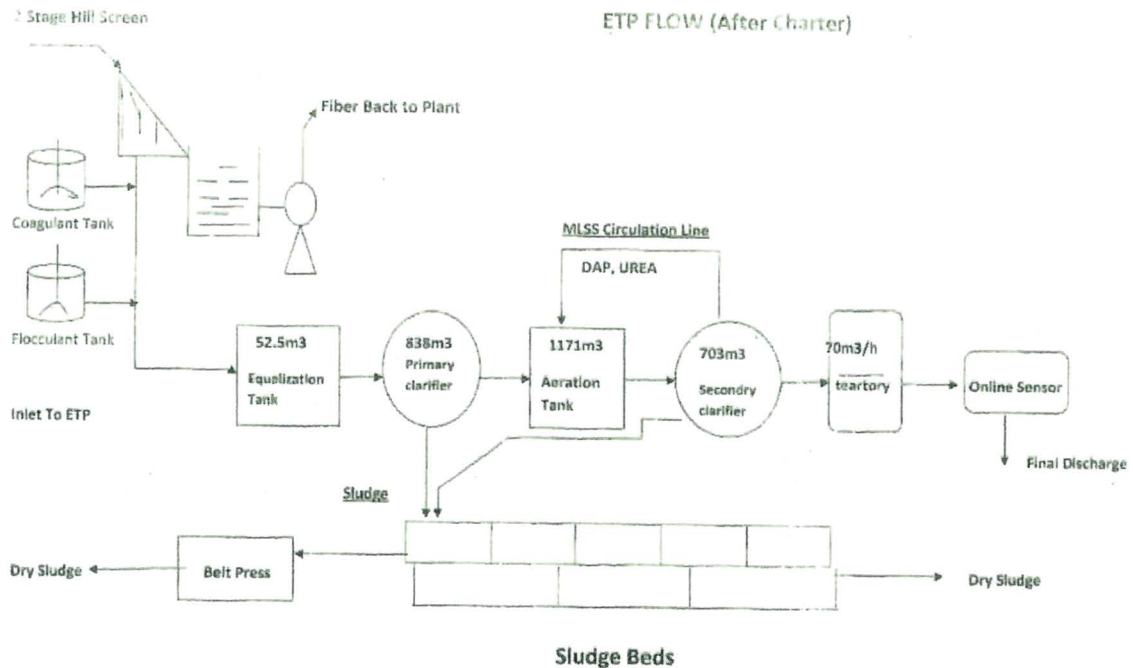 2 Stage Hill Screen
ETP FLOW (After Charter)
Fiber Back to Plant
Coagulant Tank
Flocculant Tank
MLSS Circulation Line
DAP, UREA
52.5m3
Equalization
Tank
838m3
Primary
clarifier
1171m3
Aeration
Tank
703m3
Secondry
clarifier
70m3/h
teartory
Online Sensor
Inlet To ETP
Final Discharge
Sludge
Belt Press
Dry Sludge
Dry Sludge
Sludge Beds